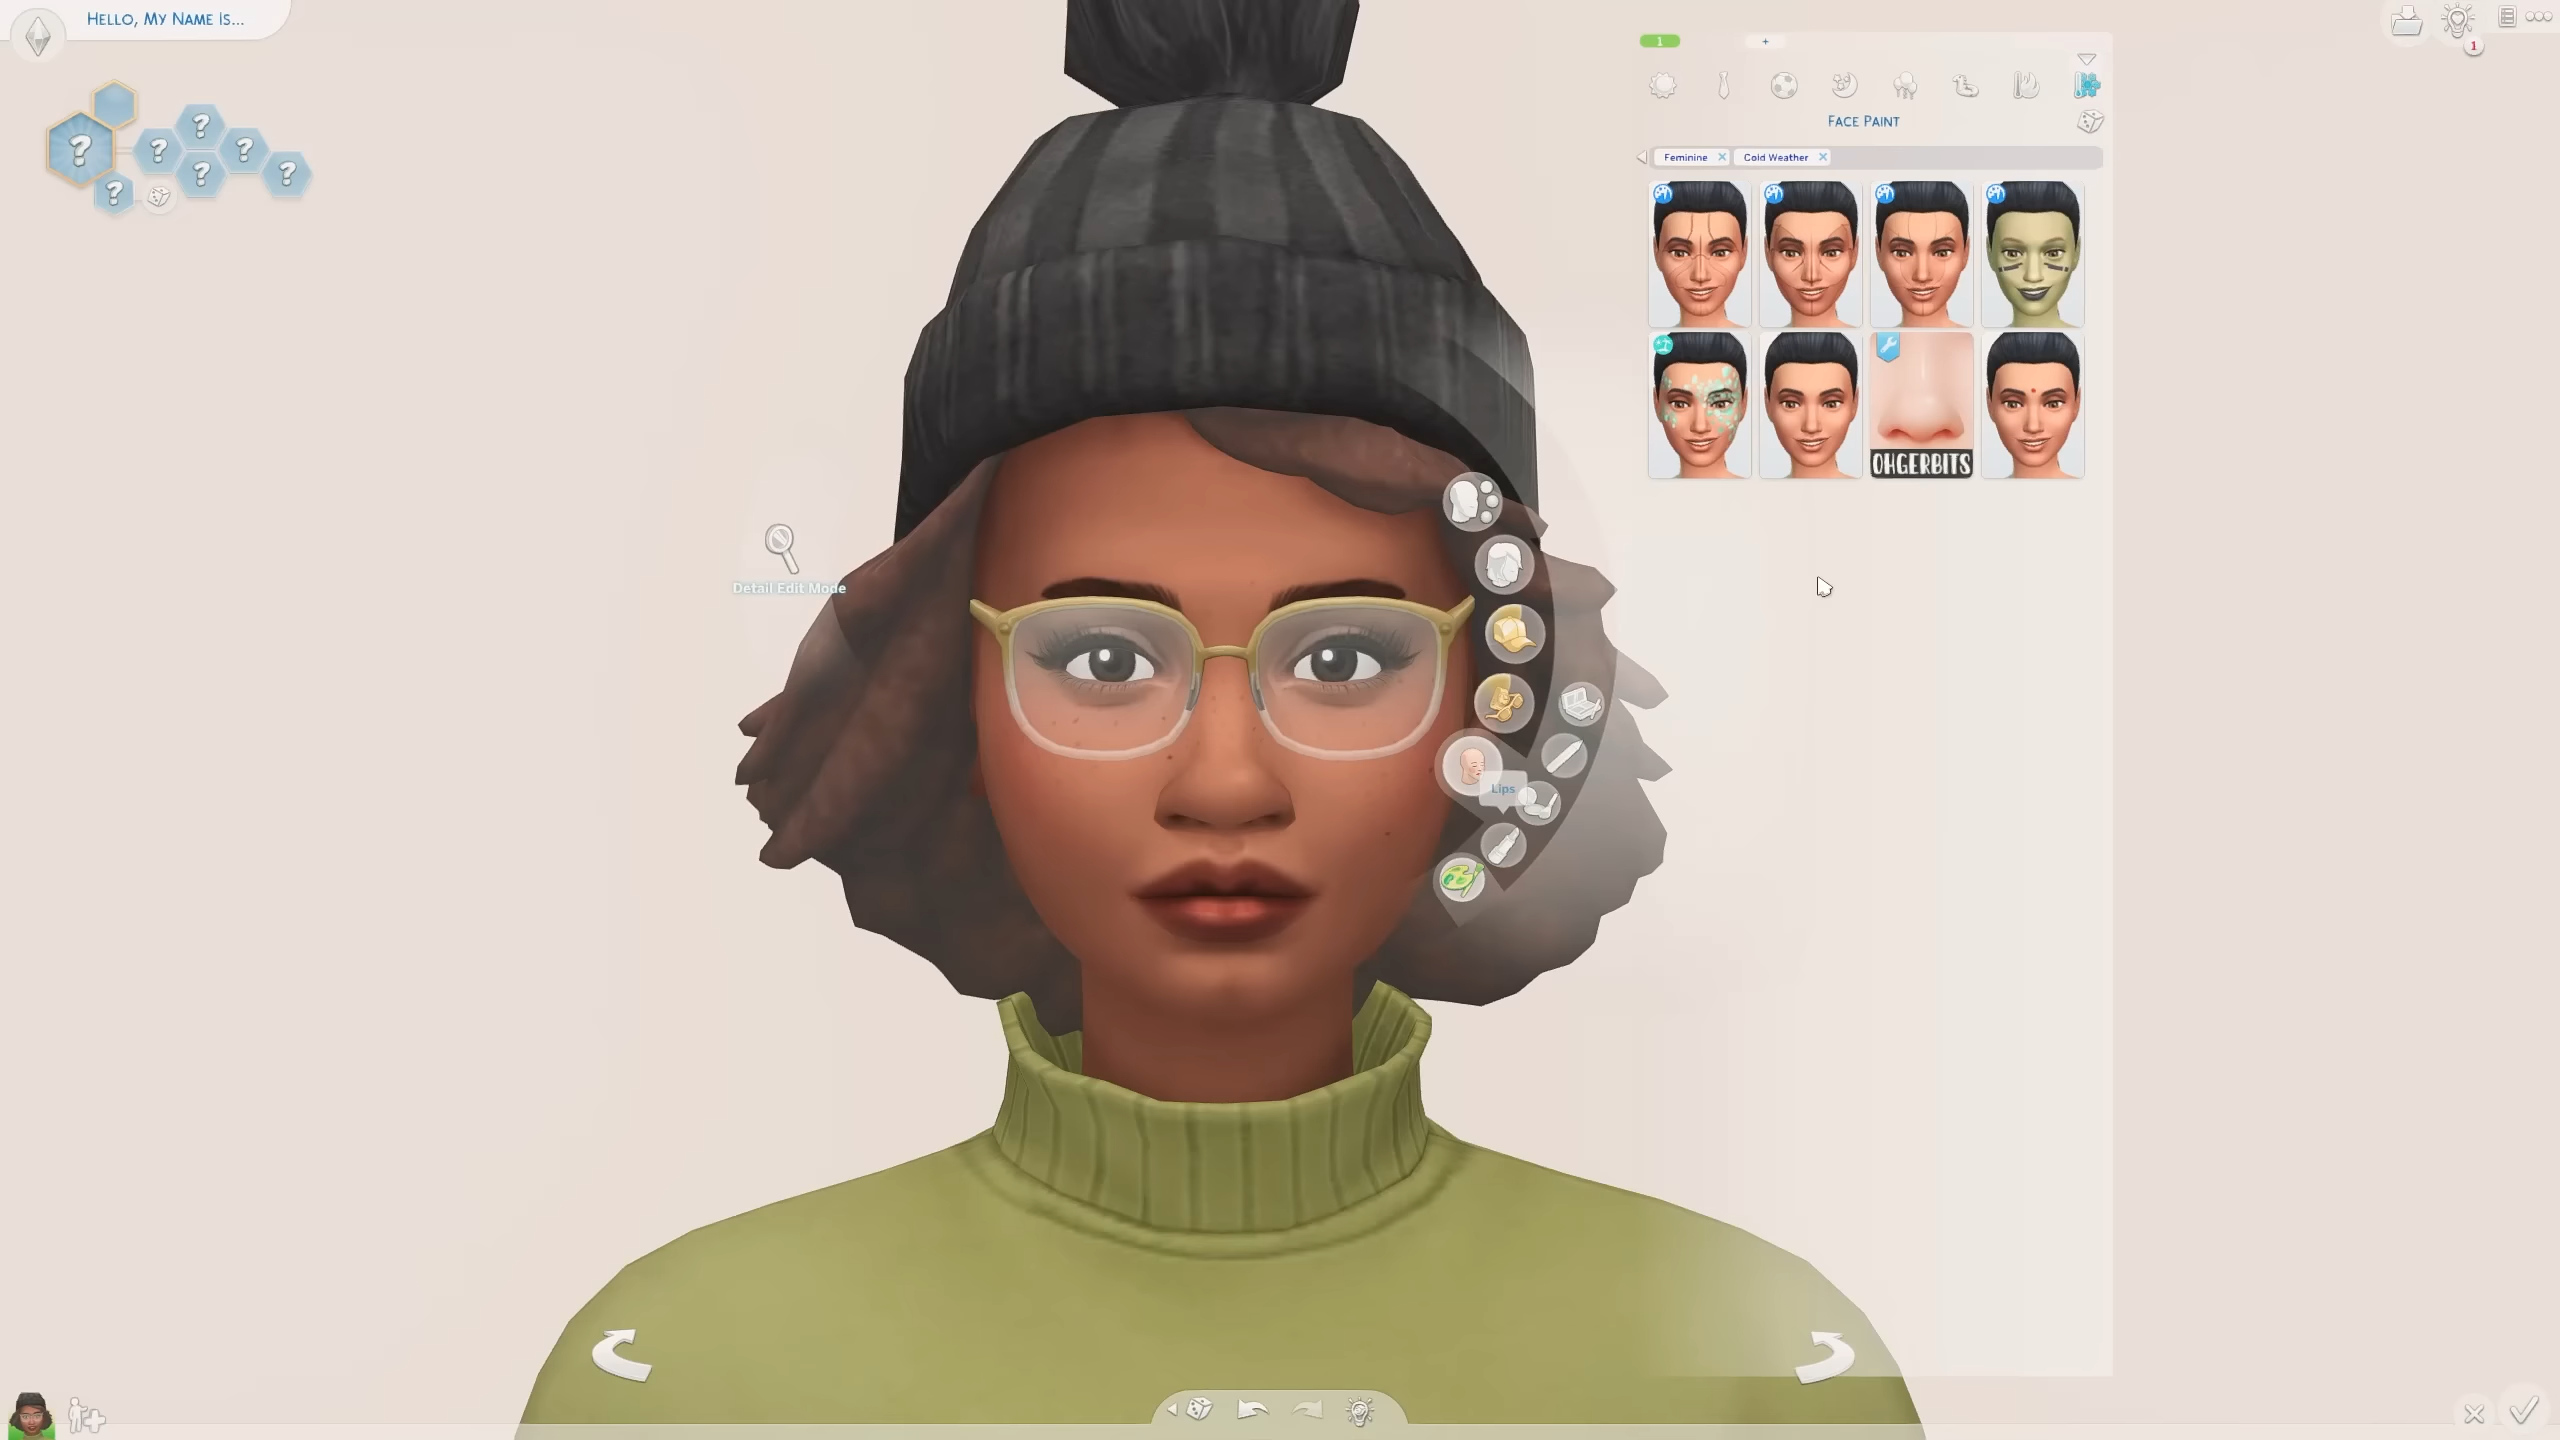 Hello, My Name Is...
1
1
+
Face Paint
Feminine
Cold Weather
OHGERBITS
Detail Edit Mode
Lips